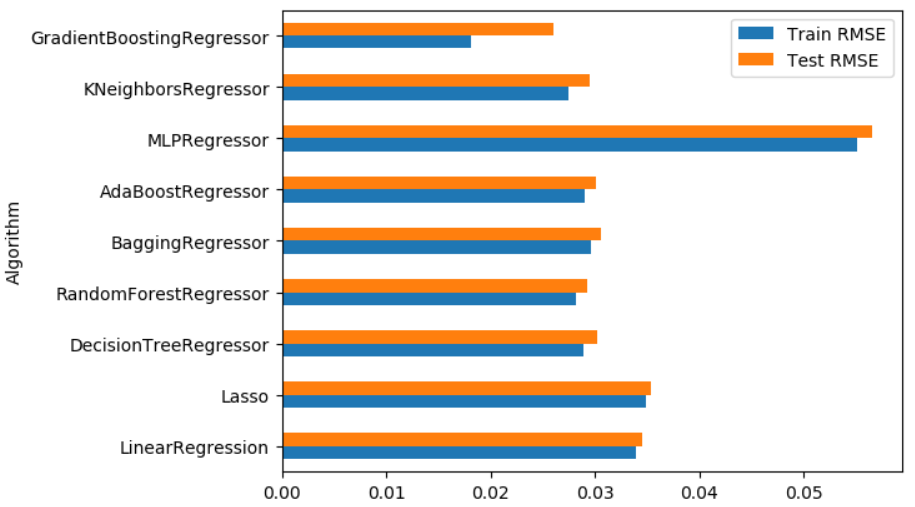 Train RMSE
Test RMSE
Algorithm
GradientBoostingRegressor
KNeighborsRegressor
MLPRegressor
AdaBoostRegressor
BaggingRegressor
RandomForestRegressor
DecisionTreeRegressor
Lasso
LinearRegression
0.00 0.01 0.02 0.03 0.04 0.05